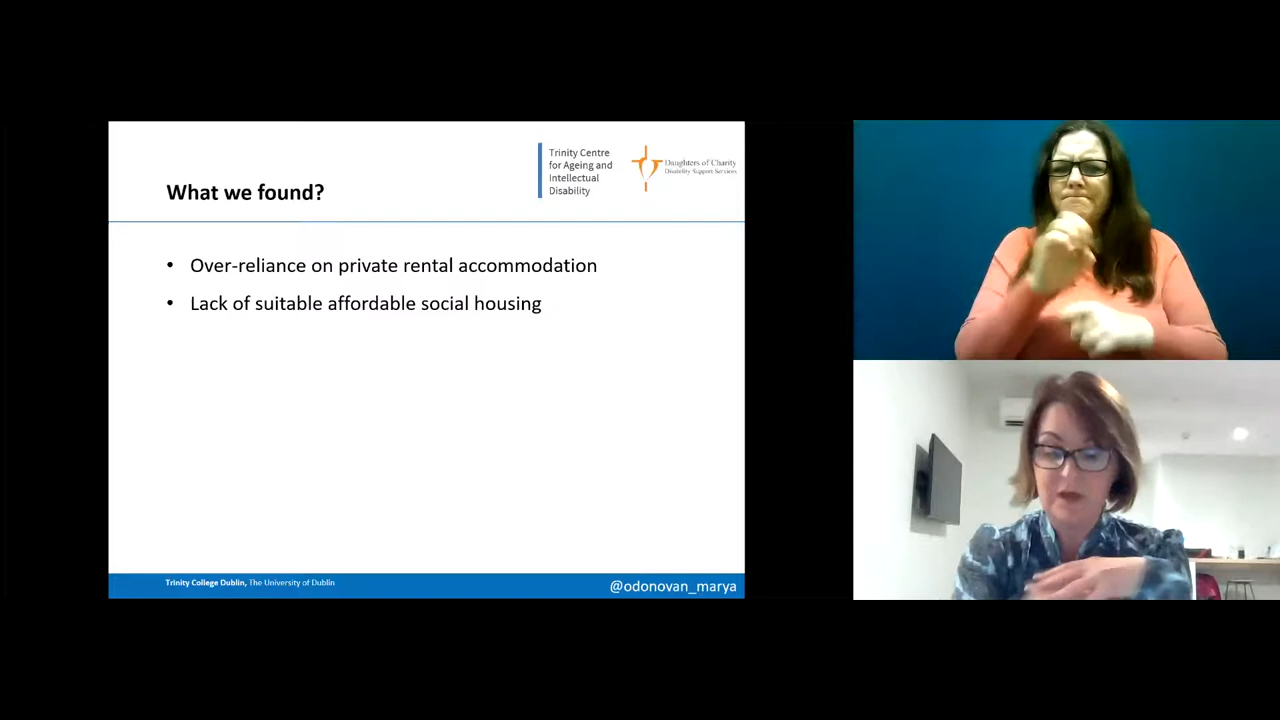 Trinity Centre
for Ageing and
Intellectual
Disability
Daughters of Charity
Disability Support Services
What we found?
• Over-reliance on private rental accommodation
• Lack of suitable affordable social housing
Trinity College Dublin, The University of Dublin
@odonovan_marya